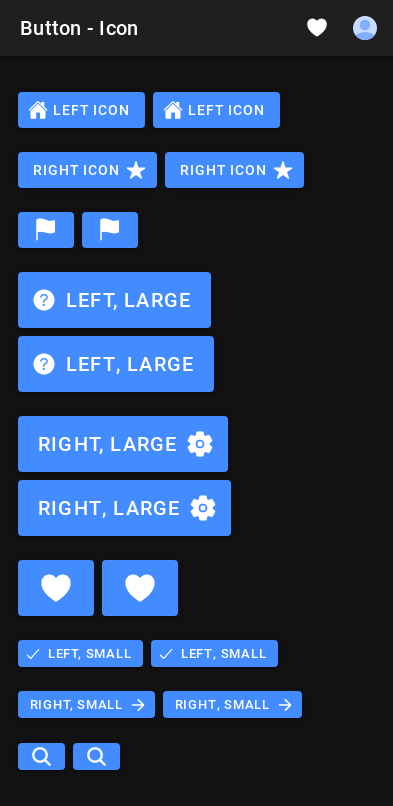 Button - Icon
LEFT ICON LEFT ICON
RIGHT ICON RIGHT ICON
LEFT, LARGE
LEFT, LARGE
RIGHT, LARGE
RIGHT, LARGE
LEFT, SMALL LEFT, SMALL
RIGHT, SMALL RIGHT, SMALL